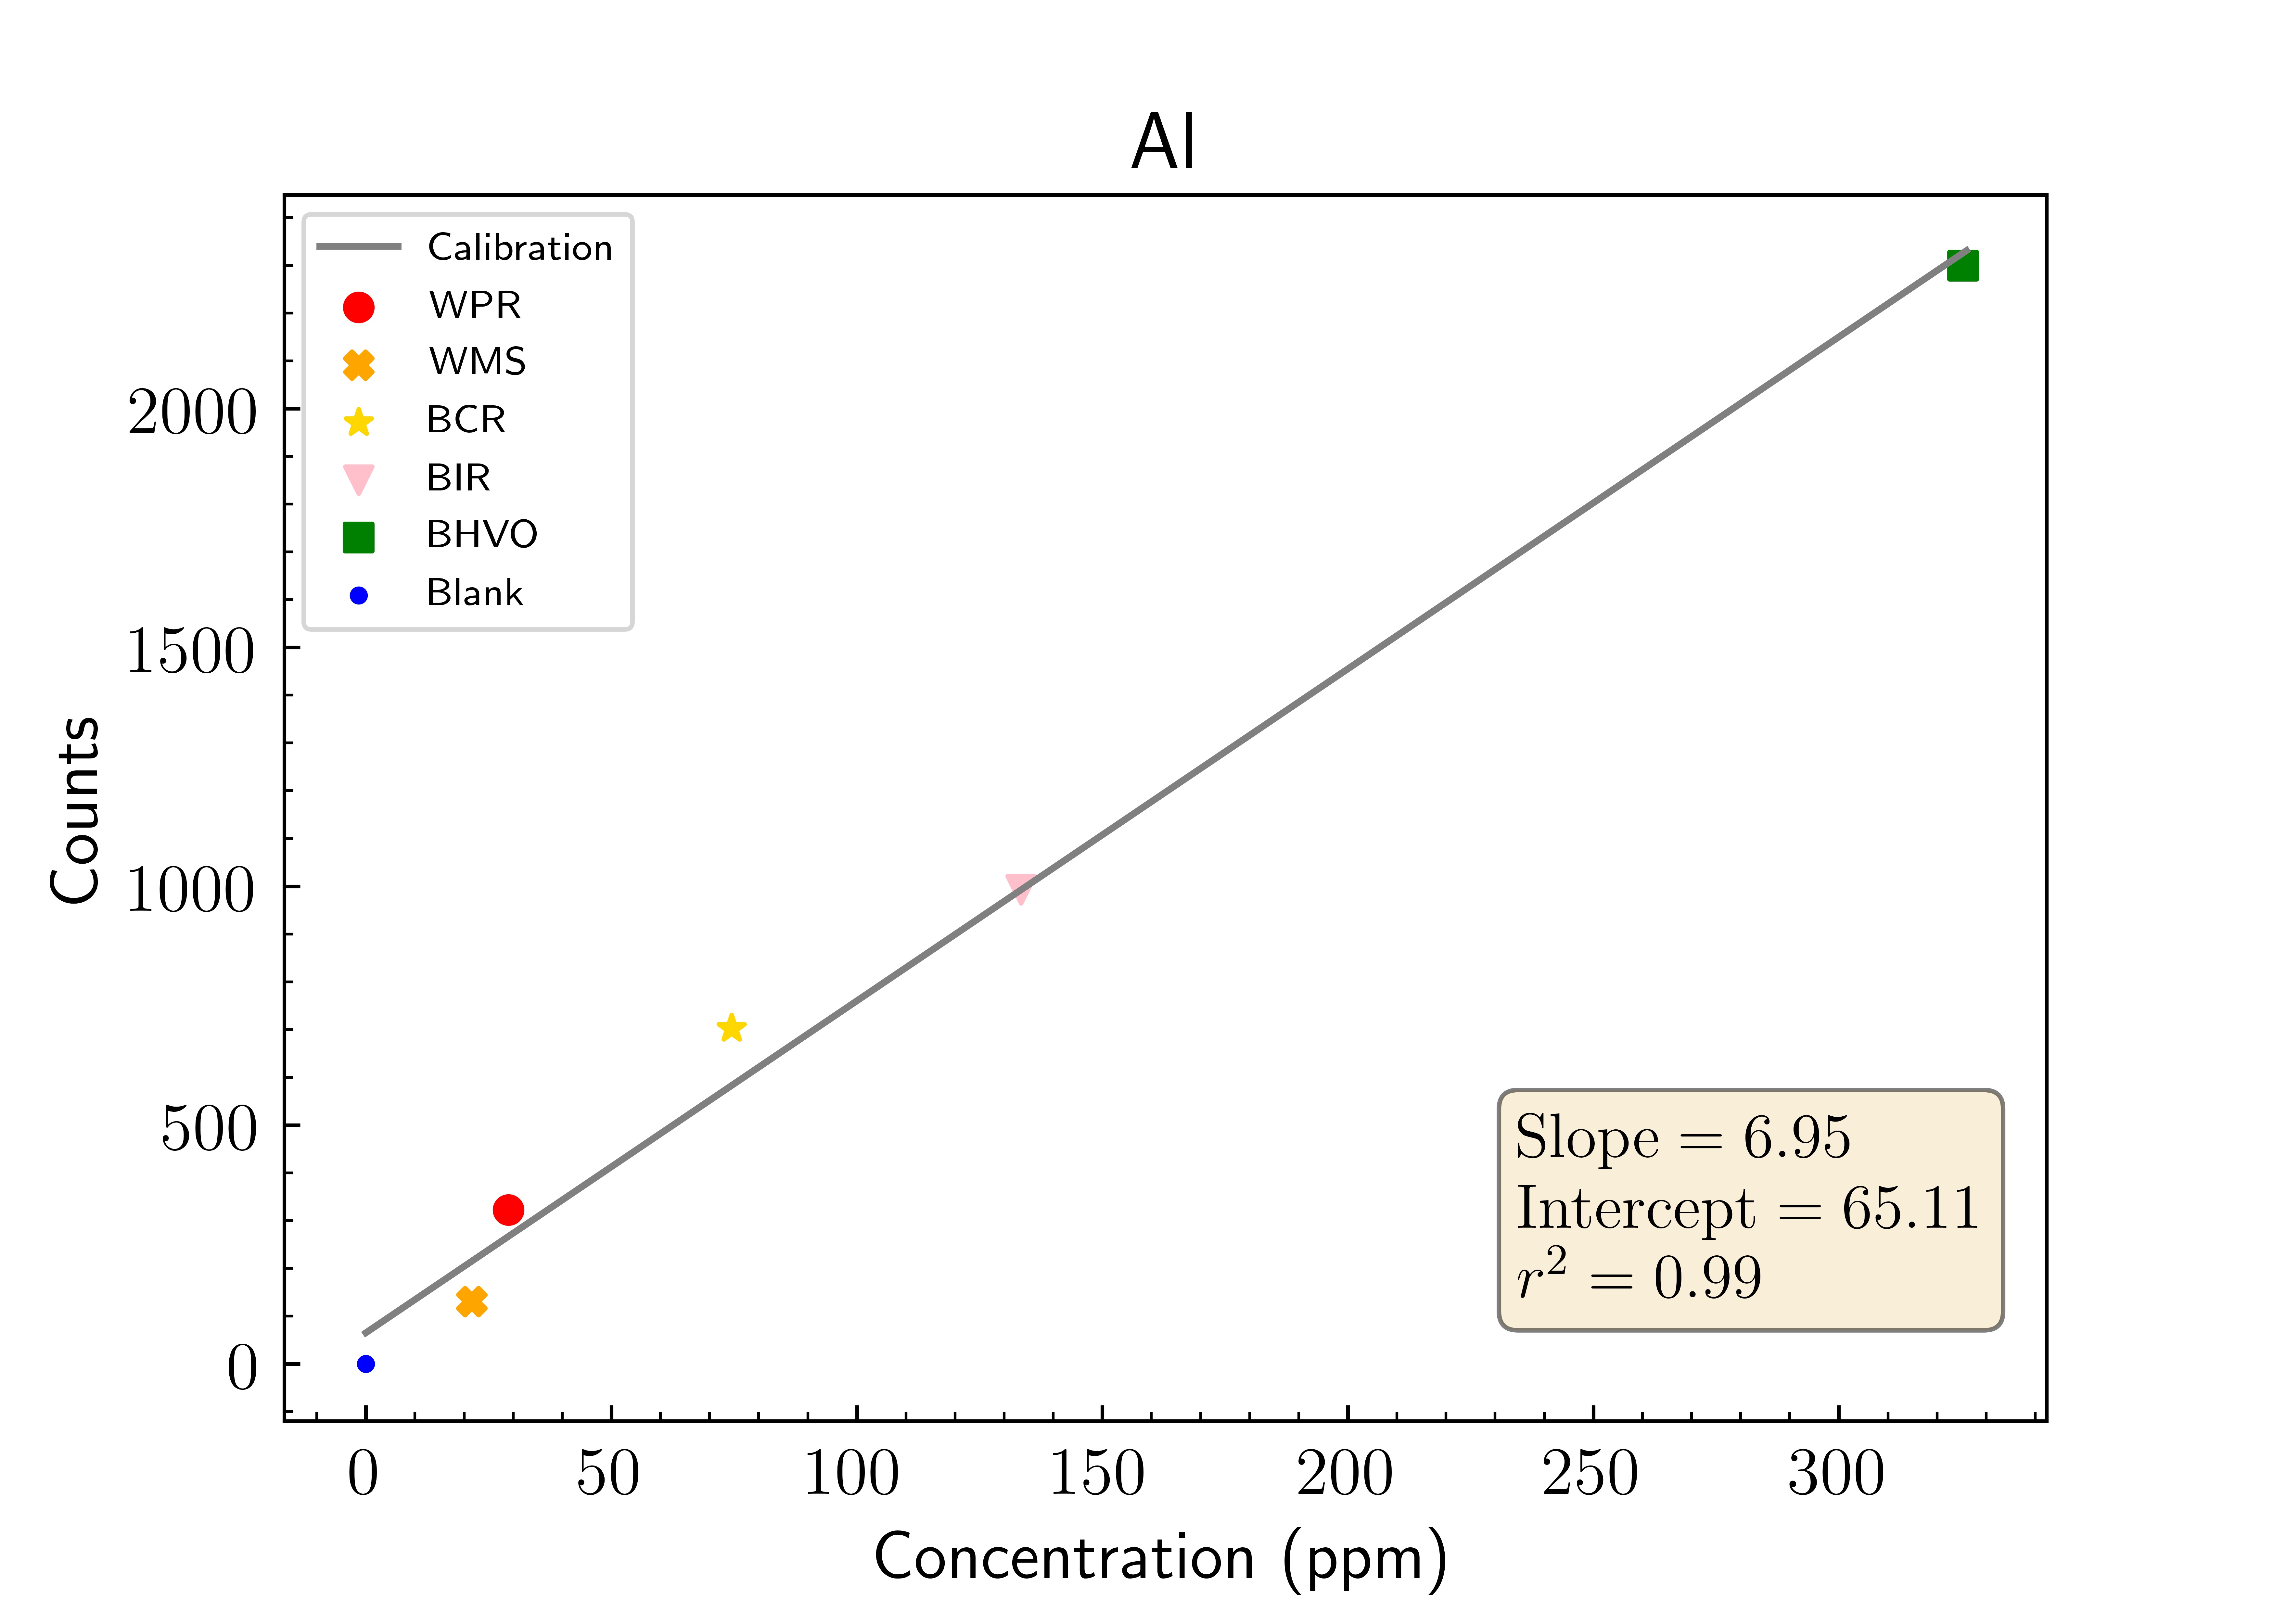 Al
Calibration
WPR
WMS
BCR
BIR
BHVO
Blank
2000
1500
1000
500
0
Counts
Slope = 6.95
Intercept = 65.11
r² = 0.99
0 50 100 150 200 250 300
Concentration (ppm)